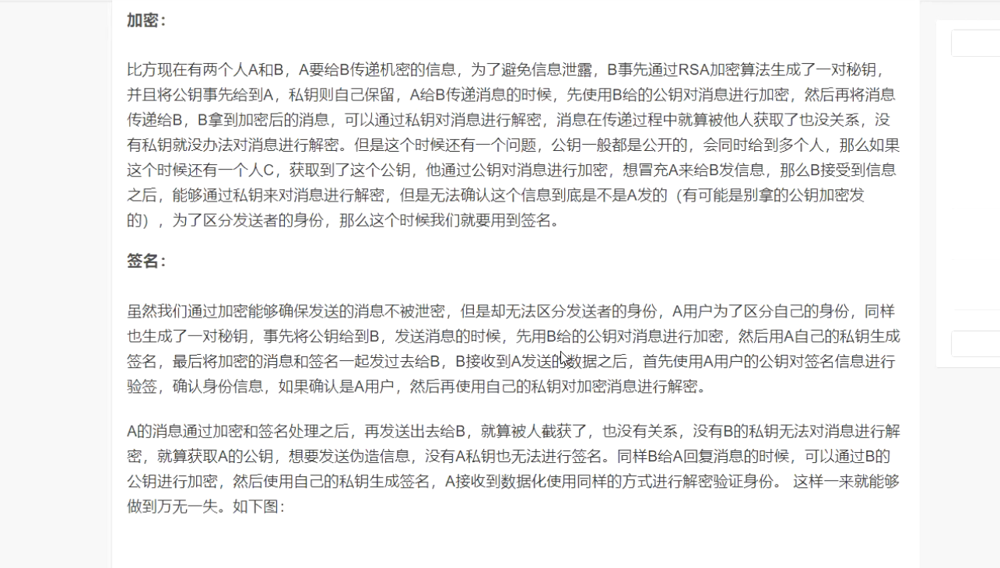 加密：
比方现在有两个人A和B，A要给B传递机密的信息，为了避免信息泄露，B事先通过RSA加密算法生成了一对秘钥，
并且将公钥事先给到A，私钥则自己保留，A给B传递消息的时候，先使用B给的公钥对消息进行加密，然后再将消息
传递给B，B拿到加密后的消息，可以通过私钥对消息进行解密，消息在传递过程中就算被他人获取了也没关系，没
有私钥就没办法对消息进行解密。但是这个时候还有一个问题，公钥一般都是公开的，会同时给到多个人，那么如果
这个时候还有一个人C，获取到了这个公钥，他通过公钥对消息进行加密，想冒充A来给B发信息，那么B接受到信息
之后，能够通过私钥来对消息进行解密，但是无法确认这个信息到底是不是A发的（有可能是别拿的公钥加密发
的），为了区分发送者的身份，那么这个时候我们就要用到签名。
签名：
虽然我们通过加密能够确保发送的消息不被泄密，但是却无法区分发送者的身份，A用户为了区分自己的身份，同样
也生成了一对秘钥，事先将公钥给到B，发送消息的时候，先用B给的公钥对消息进行加密，然后用A自己的私钥生成
签名，最后将加密的消息和签名一起发过去给B，B接收到A发送的数据之后，首先使用A用户的公钥对签名信息进行
验签，确认身份信息，如果确认是A用户，然后再使用自己的私钥对加密消息进行解密。
A的消息通过加密和签名处理之后，再发送出去给B，就算被人截获了，也没有关系，没有B的私钥无法对消息进行解
密，就算获取A的公钥，想要发送伪造信息，没有A私钥也无法进行签名。同样B给A回复消息的时候，可以通过B的
公钥进行加密，然后使用自己的私钥生成签名，A接收到数据化使用同样的方式进行解密验证身份。 这样一来就能够
做到万无一失。如下图：